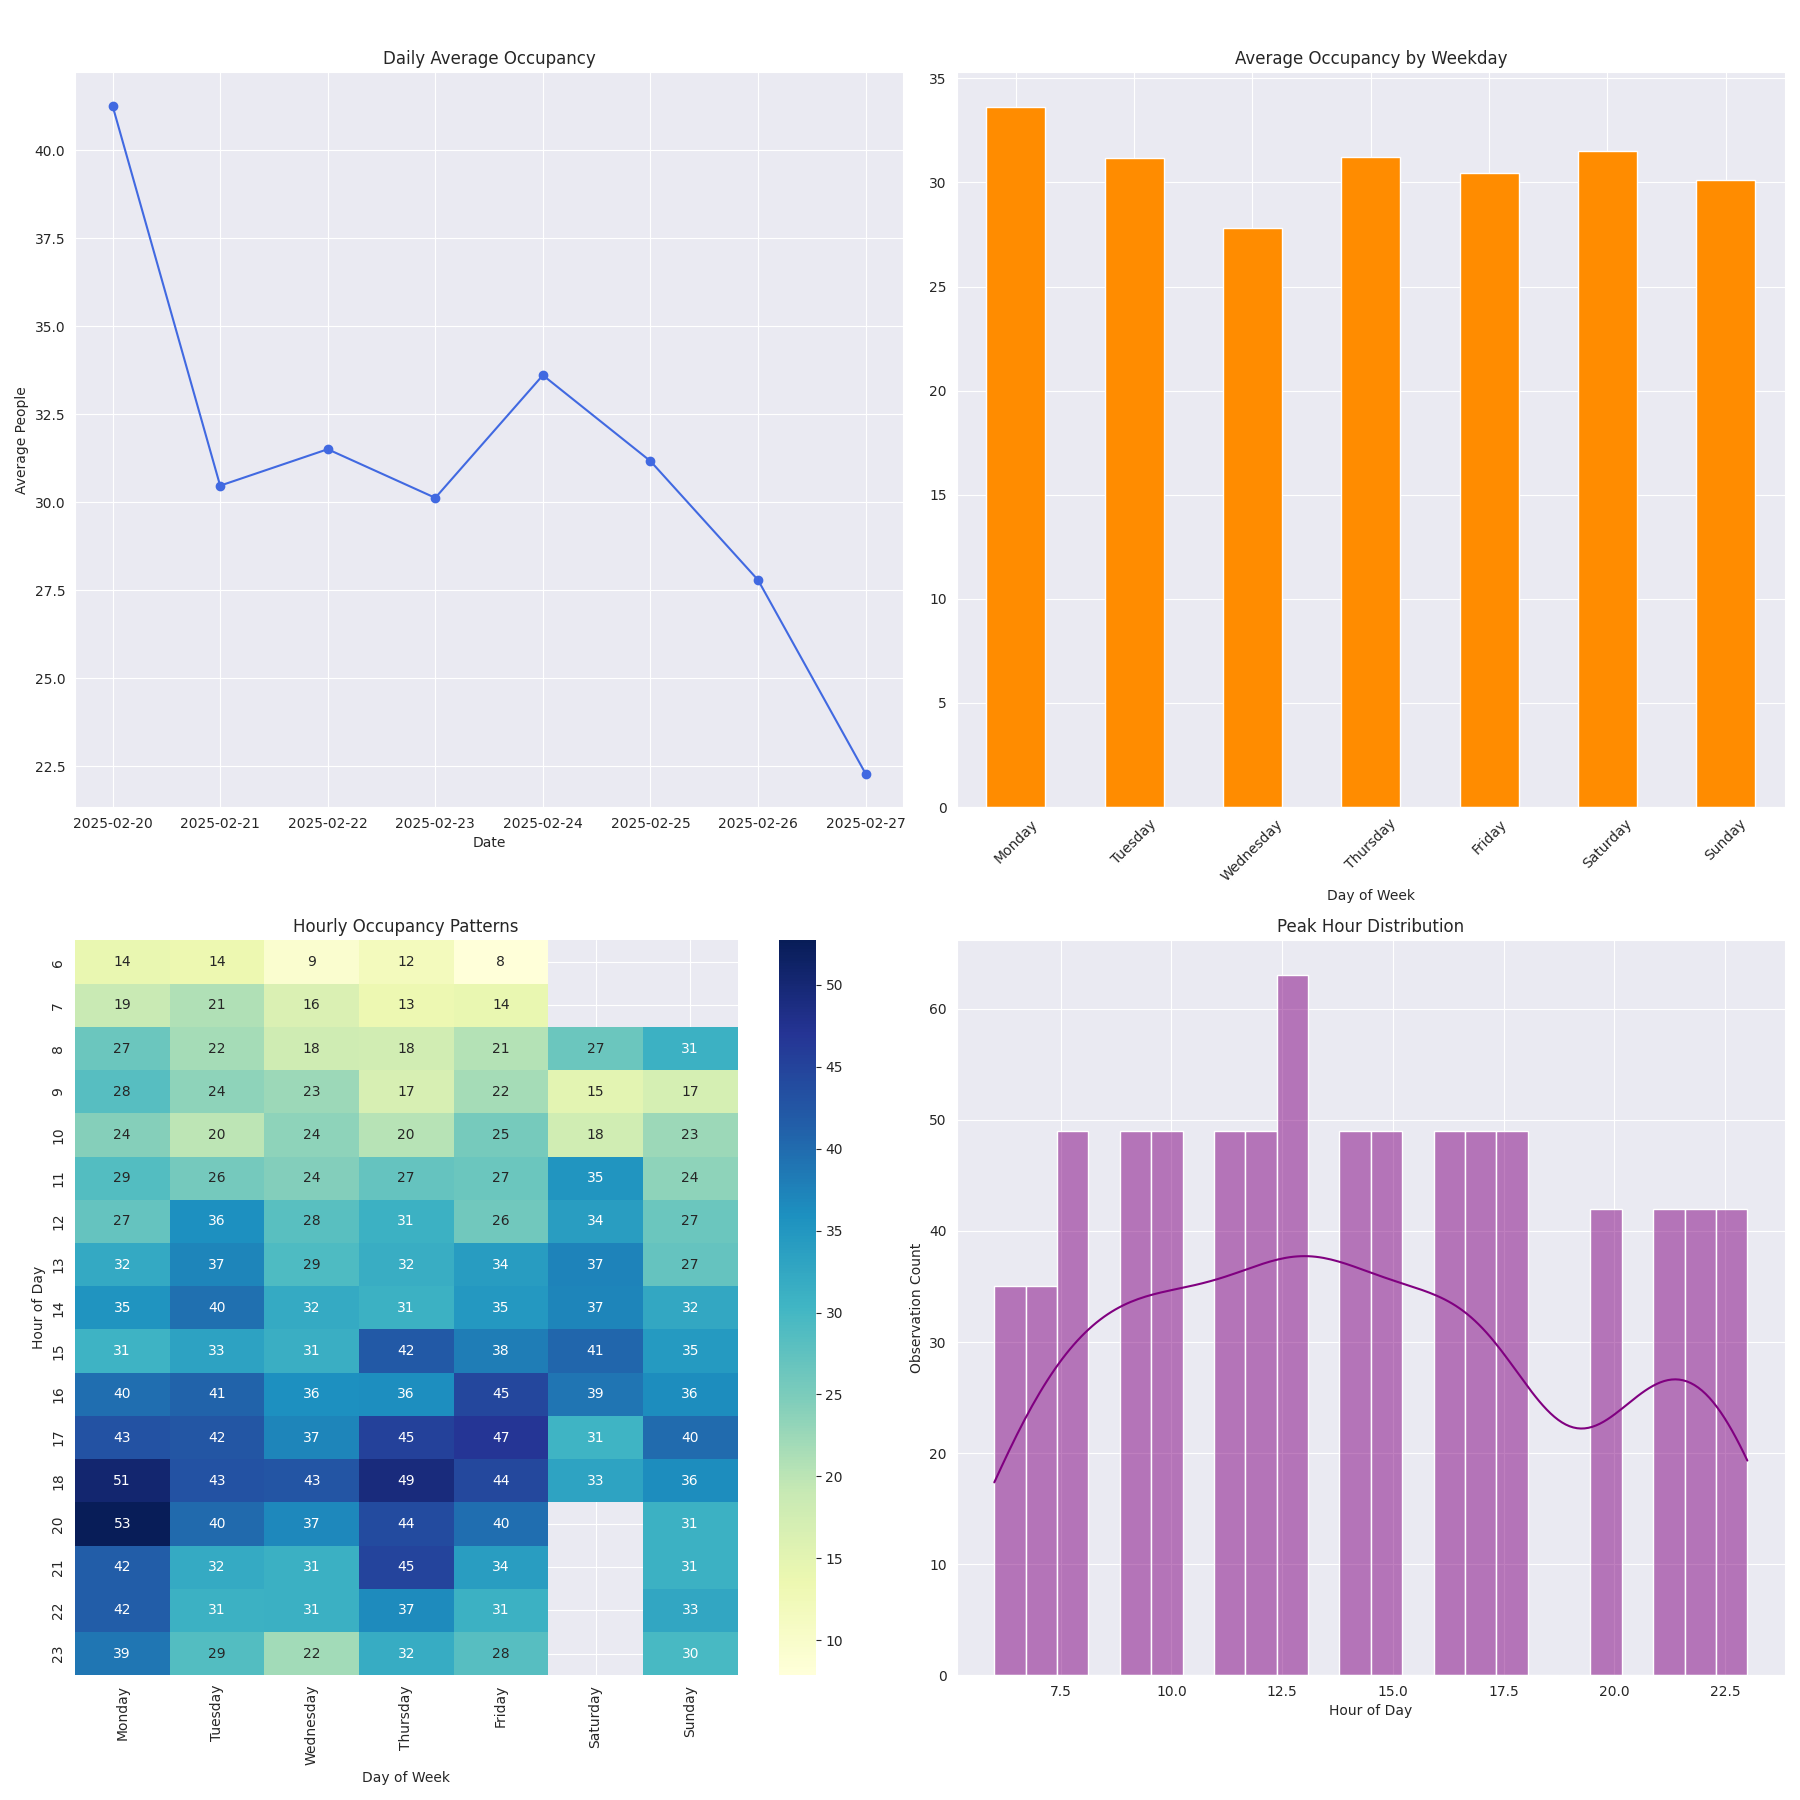 Daily Average Occupancy
40.0
37.5
35.0
32.5
30.0
27.5
25.0
22.5
Average People
2025-02-20 2025-02-21 2025-02-22 2025-02-23 2025-02-24 2025-02-25 2025-02-26 2025-02-27
Date
Average Occupancy by Weekday
35
30
25
20
15
10
5
0
Monday Tuesday Wednesday Thursday Friday Saturday Sunday
Day of Week
Hourly Occupancy Patterns
Hour of Day
6 14 14 9 12 8
7 19 21 16 13 14
8 27 22 18 18 21 27 31
9 28 24 23 17 22 15 17
10 24 20 24 20 25 18 23
11 29 26 24 27 27 35 24
12 27 36 28 31 26 34 27
13 32 37 29 32 34 37 27
14 35 40 32 31 35 37 32
15 31 33 31 42 38 41 35
16 40 41 36 36 45 39 36
17 43 42 37 45 47 31 40
18 51 43 43 49 44 33 36
20 53 40 37 44 40 31
21 42 32 31 45 34 31
22 42 31 31 37 31 33
23 39 29 22 32 28 30
Monday Tuesday Wednesday Thursday Friday Saturday Sunday
Day of Week
50
45
40
35
30
25
20
15
10
Peak Hour Distribution
60
50
40
30
20
10
0
Observation Count
7.5 10.0 12.5 15.0 17.5 20.0 22.5
Hour of Day